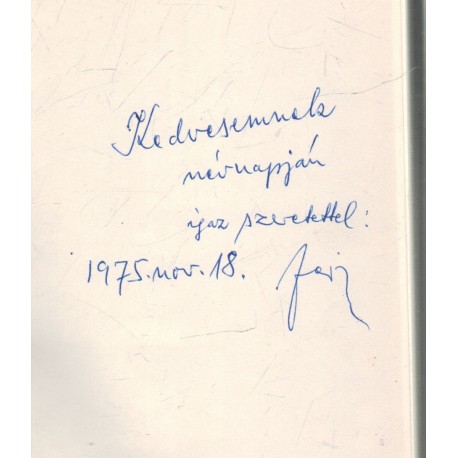 Kedvesemnek
névnapján
igaz szeretettel:
1975. nov. 18.